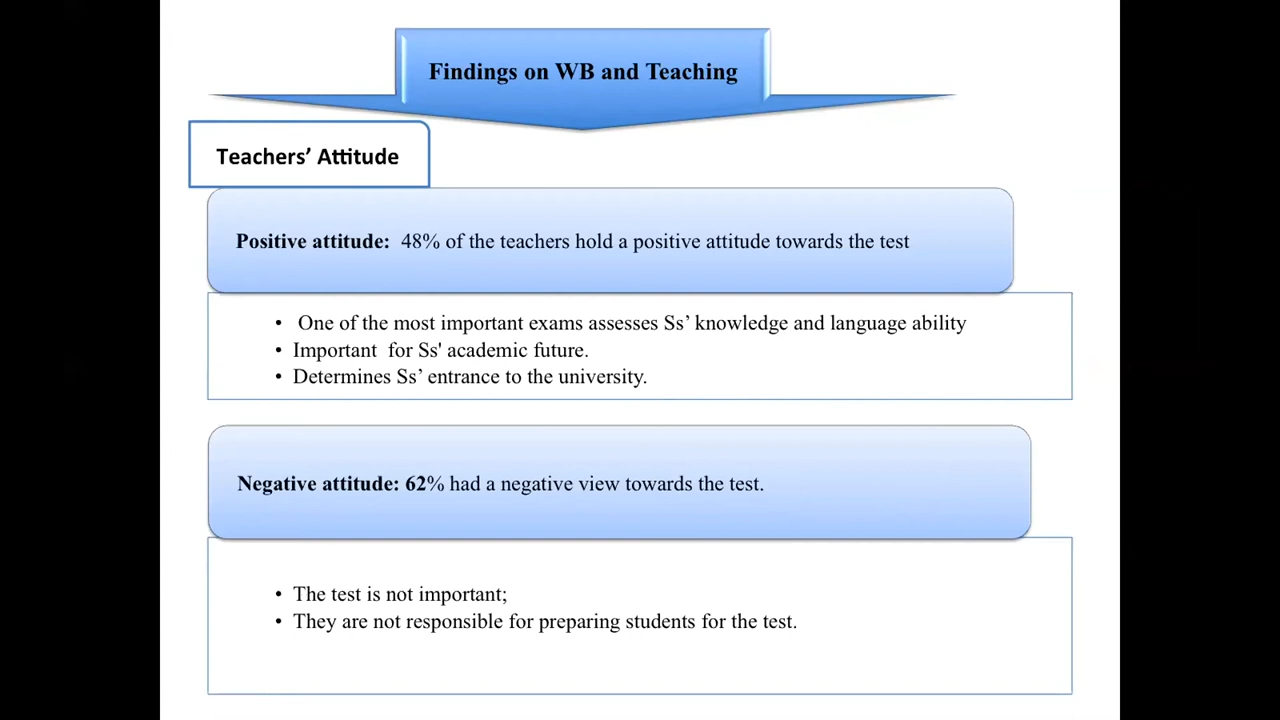 Findings on WB and Teaching
Teachers’ Attitude
Positive attitude:  48% of the teachers hold a positive attitude towards the test
• One of the most important exams assesses Ss’ knowledge and language ability
• Important  for Ss' academic future.
• Determines Ss’ entrance to the university.
Negative attitude: 62% had a negative view towards the test.
• The test is not important;
• They are not responsible for preparing students for the test.